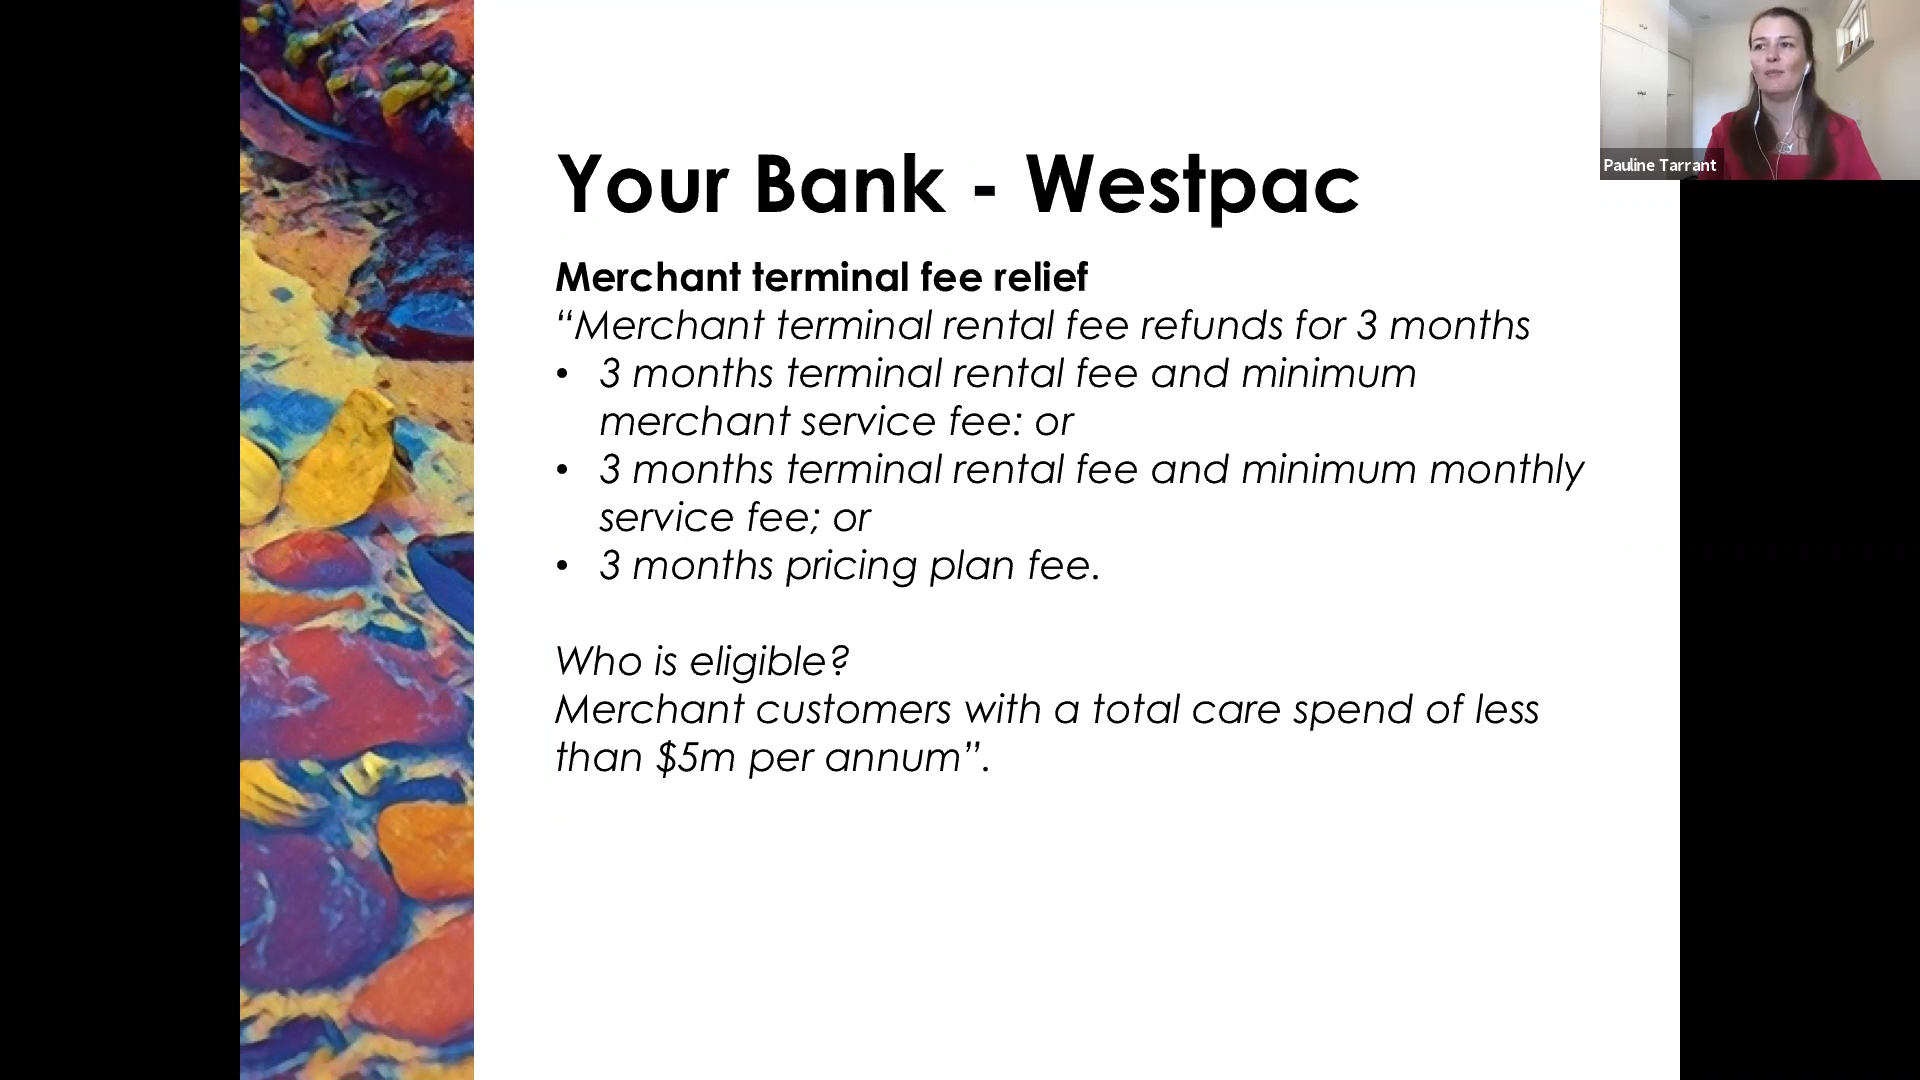 Your Bank - Westpac
Merchant terminal fee relief
“Merchant terminal rental fee refunds for 3 months
• 3 months terminal rental fee and minimum
merchant service fee: or
• 3 months terminal rental fee and minimum monthly
service fee; or
• 3 months pricing plan fee.
Who is eligible?
Merchant customers with a total care spend of less
than $5m per annum”.
Pauline Tarrant